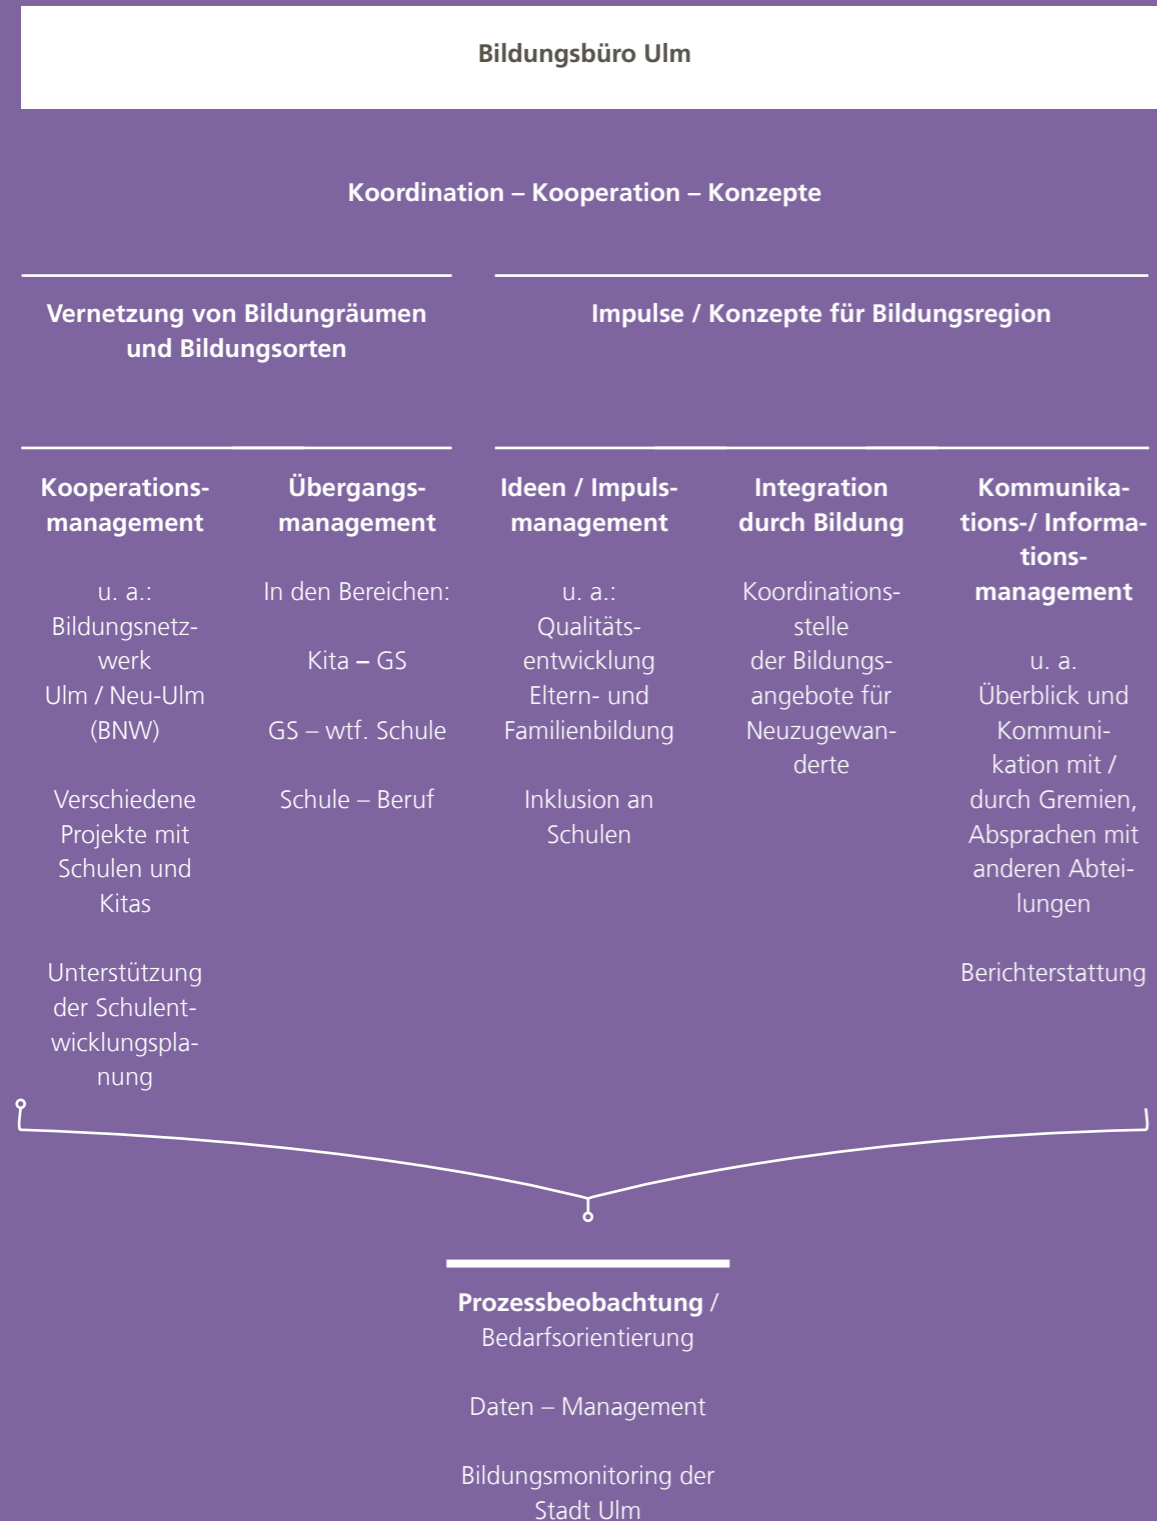 Bildungsbüro Ulm
Koordination – Kooperation – Konzepte
Vernetzung von Bildungräumen
und Bildungsorten
Impulse / Konzepte für Bildungsregion
Kooperations-
management
u. a.:
Bildungsnetz-
werk
Ulm / Neu-Ulm
(BNW)
Verschiedene
Projekte mit
Schulen und
Kitas
Unterstützung
der Schulent-
wicklungspla-
nung
Übergangs-
management
In den Bereichen:
Kita – GS
GS – wtf. Schule
Schule – Beruf
Ideen / Impuls-
management
u. a.:
Qualitäts-
entwicklung
Eltern- und
Familienbildung
Inklusion an
Schulen
Integration
durch Bildung
Koordinations-
stelle
der Bildungs-
angebote für
Neuzugewan-
derte
Kommunika-
tions-/ Informa-
tions-
management
u. a.
Überblick und
Kommuni-
kation mit /
durch Gremien,
Absprachen mit
anderen Abtei-
lungen
Berichterstattung
Prozessbeobachtung /
Bedarfsorientierung
Daten – Management
Bildungsmonitoring der
Stadt Ulm